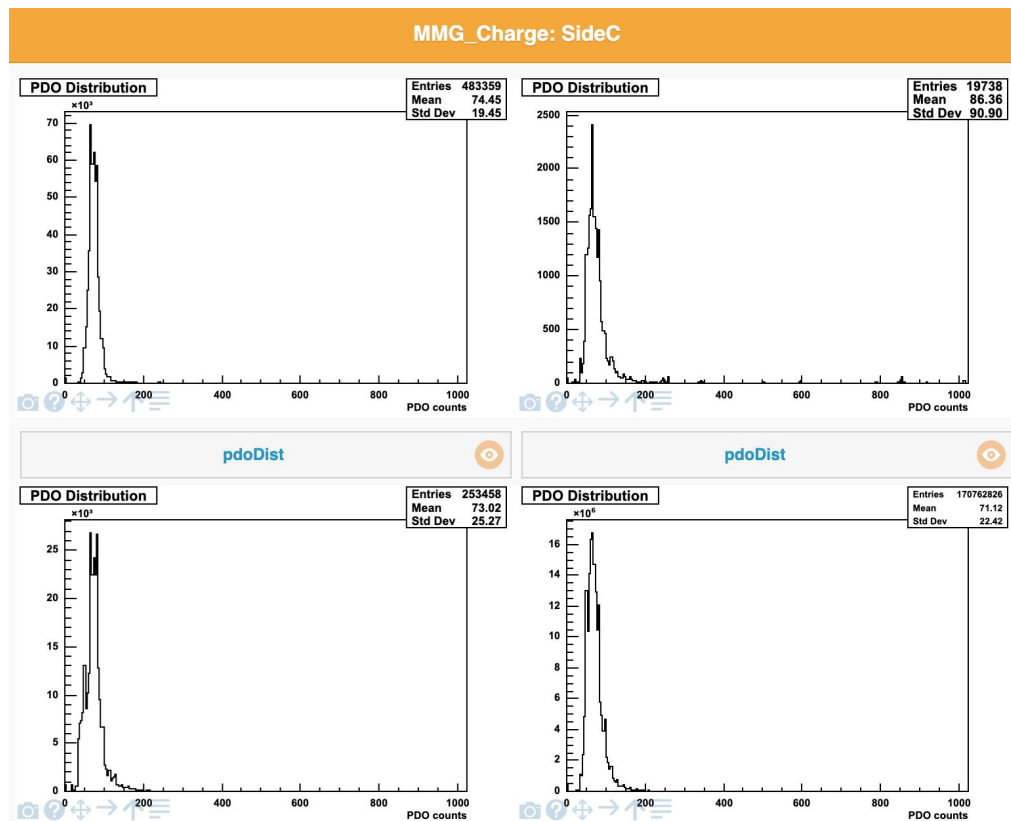 MMG_Charge: SideC
PDO Distribution
Entries 483359
Mean 74.45
Std Dev 19.45
×10³
70
60
50
40
30
20
10
0
0 200 400 600 800 1000
PDO counts
PDO Distribution
Entries 19738
Mean 86.36
Std Dev 90.90
2500
2000
1500
1000
500
0
0 200 400 600 800 1000
PDO counts
pdoDist
pdoDist
PDO Distribution
Entries 253458
Mean 73.02
Std Dev 25.27
×10³
25
20
15
10
5
0
0 200 400 600 800 1000
PDO counts
PDO Distribution
Entries 170762826
Mean 71.12
Std Dev 22.42
×10⁶
16
14
12
10
8
6
4
2
0
0 200 400 600 800 1000
PDO counts